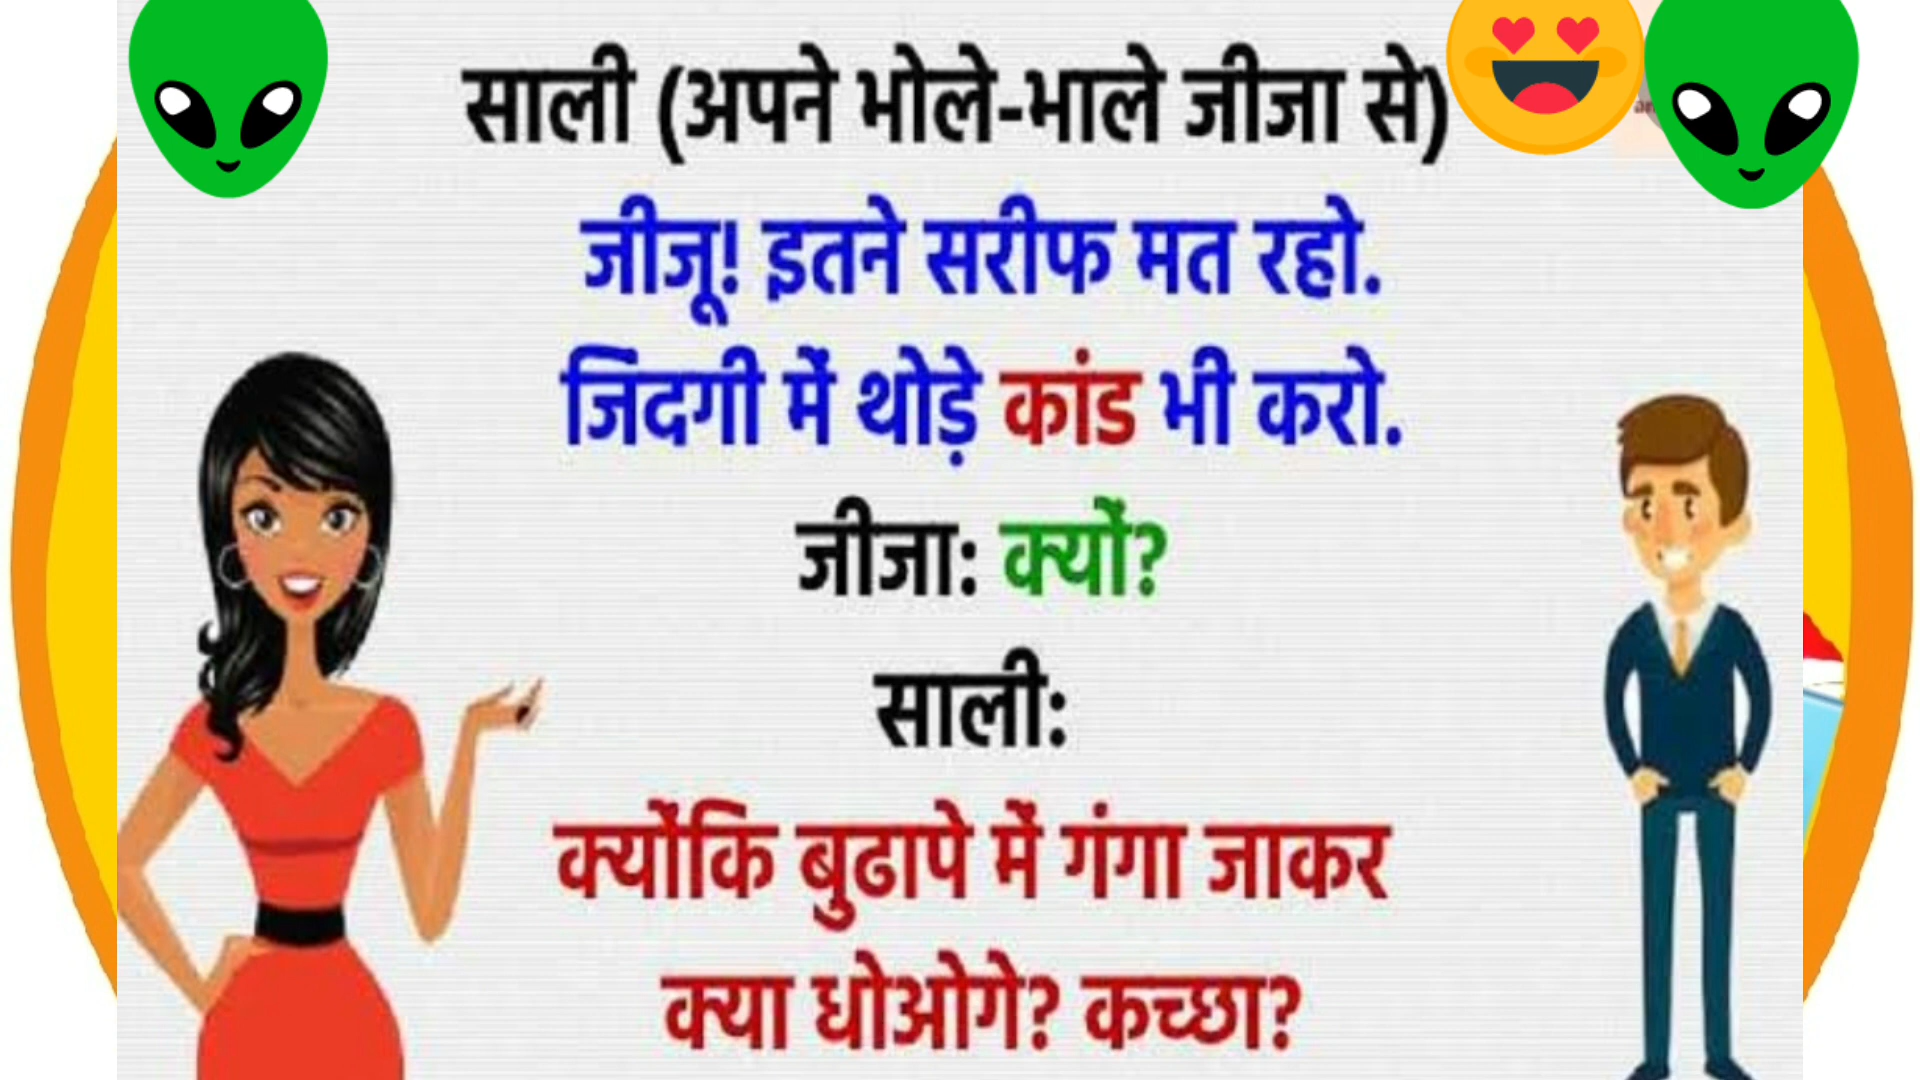 साली (अपने भोले-भाले जीजा से)
जीजू! इतने सरीफ मत रहो.
जिंदगी में थोड़े कांड भी करो.
जीजा: क्यों?
साली:
क्योंकि बुढापे में गंगा जाकर
क्या धोओगे? कच्छा?